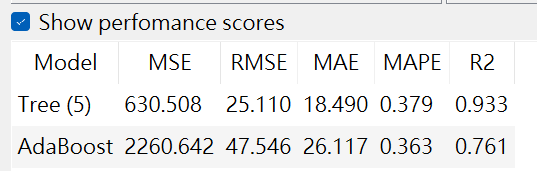 Show perfomance scores
Model MSE RMSE MAE MAPE R2
Tree (5) 630.508 25.110 18.490 0.379 0.933
AdaBoost 2260.642 47.546 26.117 0.363 0.761